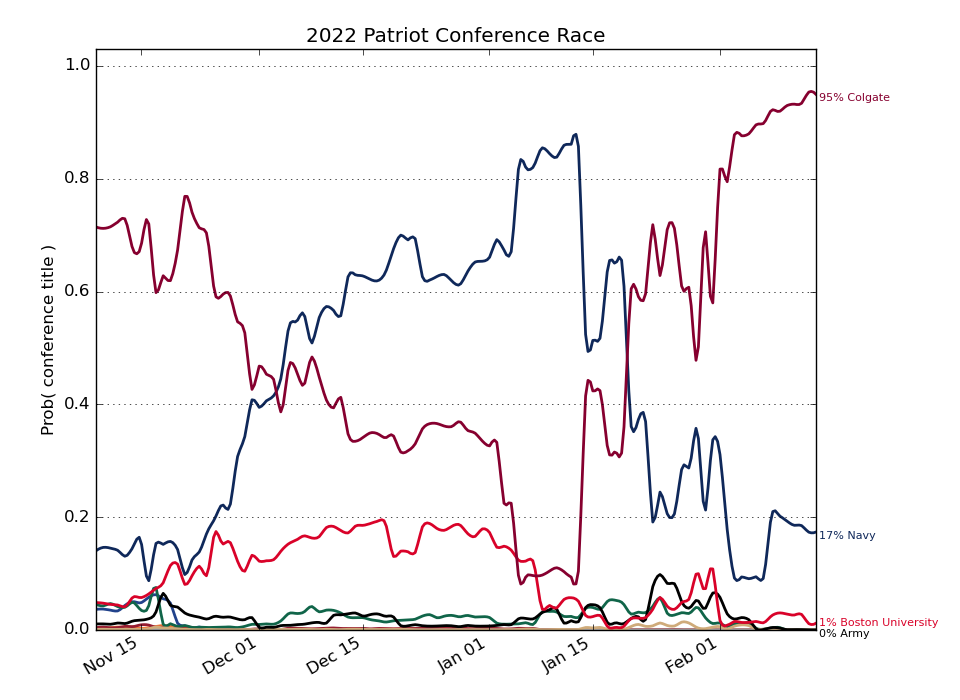 2022 Patriot Conference Race
Prob( conference title )
1.0
0.8
0.6
0.4
0.2
0.0
Nov 15
Dec 01
Dec 15
Jan 01
Jan 15
Feb 01
95% Colgate
17% Navy
1% Boston University
0% Army